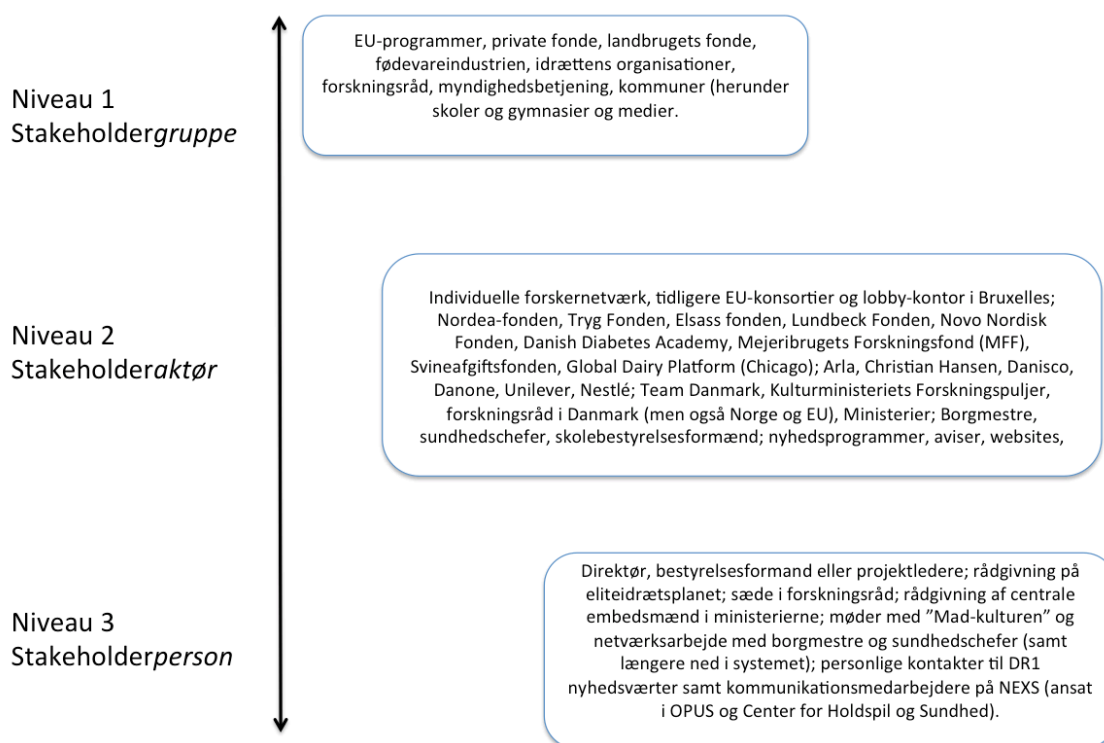 Niveau 1
Stakeholdergruppe
EU-programmer, private fonde, landbrugets fonde,
fødevareindustrien, idrættens organisationer,
forskningsråd, myndighedsbetjening, kommuner (herunder
skoler og gymnasier og medier.
Niveau 2
Stakeholderaktør
Individuelle forskernetværk, tidligere EU-konsortier og lobby-kontor i Bruxelles;
Nordea-fonden, Tryg Fonden, Elsass fonden, Lundbeck Fonden, Novo Nordisk
Fonden, Danish Diabetes Academy, Mejeribrugets Forskningsfond (MFF),
Svineafgiftsfonden, Global Dairy Platform (Chicago); Arla, Christian Hansen, Danisco,
Danone, Unilever, Nestlé; Team Danmark, Kulturministeriets Forskningspuljer,
forskningsråd i Danmark (men også Norge og EU), Ministerier; Borgmestre,
sundhedschefer, skolebestyrelsesformænd; nyhedsprogrammer, aviser, websites,
Niveau 3
Stakeholderperson
Direktør, bestyrelsesformand eller projektledere; rådgivning på
eliteidrætsplanet; sæde i forskningsråd; rådgivning af centrale
embedsmænd i ministerierne; møder med ”Mad-kulturen” og
netværksarbejde med borgmestre og sundhedschefer (samt
længere ned i systemet); personlige kontakter til DR1
nyhedsværter samt kommunikationsmedarbejdere på NEXS (ansat
i OPUS og Center for Holdspil og Sundhed).